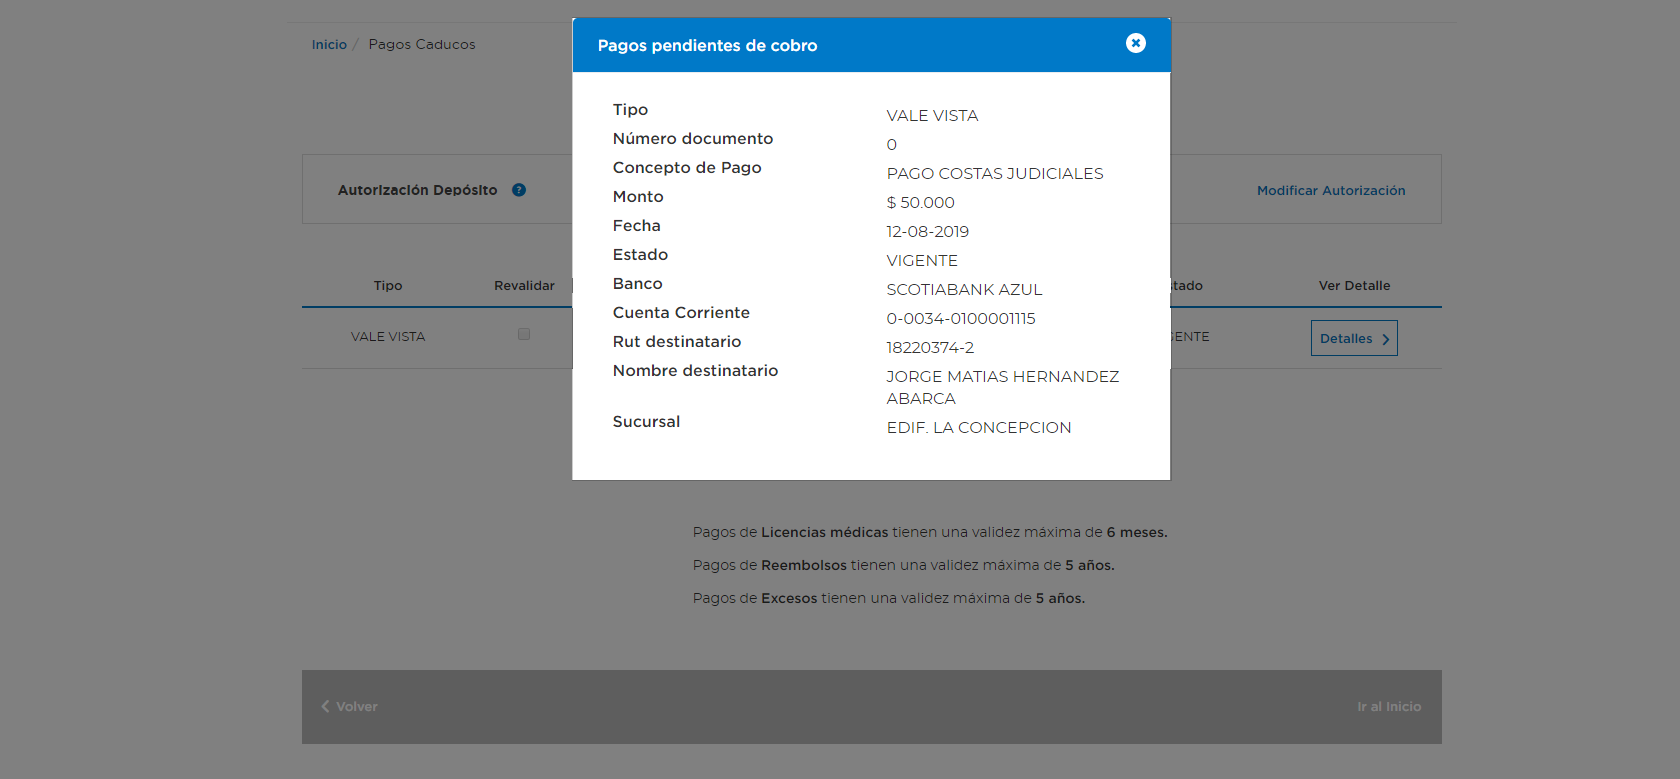 Inicio / Pagos Caducos
Pagos pendientes de cobro
Tipo VALE VISTA
Número documento 0
Concepto de Pago PAGO COSTAS JUDICIALES
Monto $ 50.000
Fecha 12-08-2019
Estado VIGENTE
Banco SCOTIABANK AZUL
Cuenta Corriente 0-0034-0100001115
Rut destinatario 18220374-2
Nombre destinatario JORGE MATIAS HERNANDEZ
ABARCA
Sucursal EDIF. LA CONCEPCION
Autorización Depósito ? Modificar Autorización
Tipo Revalidar stado Ver Detalle
VALE VISTA GENTE Detalles
Pagos de Licencias médicas tienen una validez máxima de 6 meses.
Pagos de Reembolsos tienen una validez máxima de 5 años.
Pagos de Excesos tienen una validez máxima de 5 años.
Volver Ir al Inicio